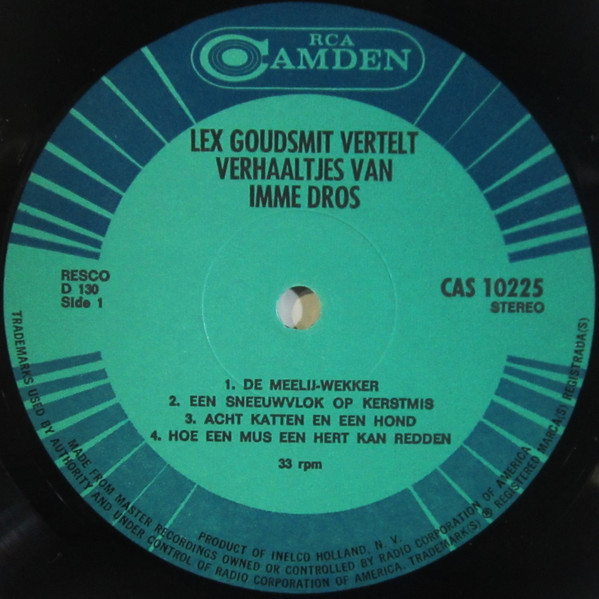 RCA
CAMDEN
LEX GOUDSMIT VERTELT
VERHAALTJES VAN
IMME DROS
RESCO
D 130
Side 1
CAS 10225
STEREO
1. DE MEELIJ-WEKKER
2. EEN SNEEUWVLOK OP KERSTMIS
3. ACHT KATTEN EN EEN HOND
4. HOE EEN MUS EEN HERT KAN REDDEN
33 rpm
PRODUCT OF INELCO HOLLAND, N. V.
MADE FROM MASTER RECORDINGS OWNED OR CONTROLLED BY RADIO CORPORATION OF AMERICA
TRADEMARKS USED BY AUTHORITY AND UNDER CONTROL OF RADIO CORPORATION OF AMERICA, TRADEMARK(S) ® REGISTERED MARCA(S) REGISTRADA(S)